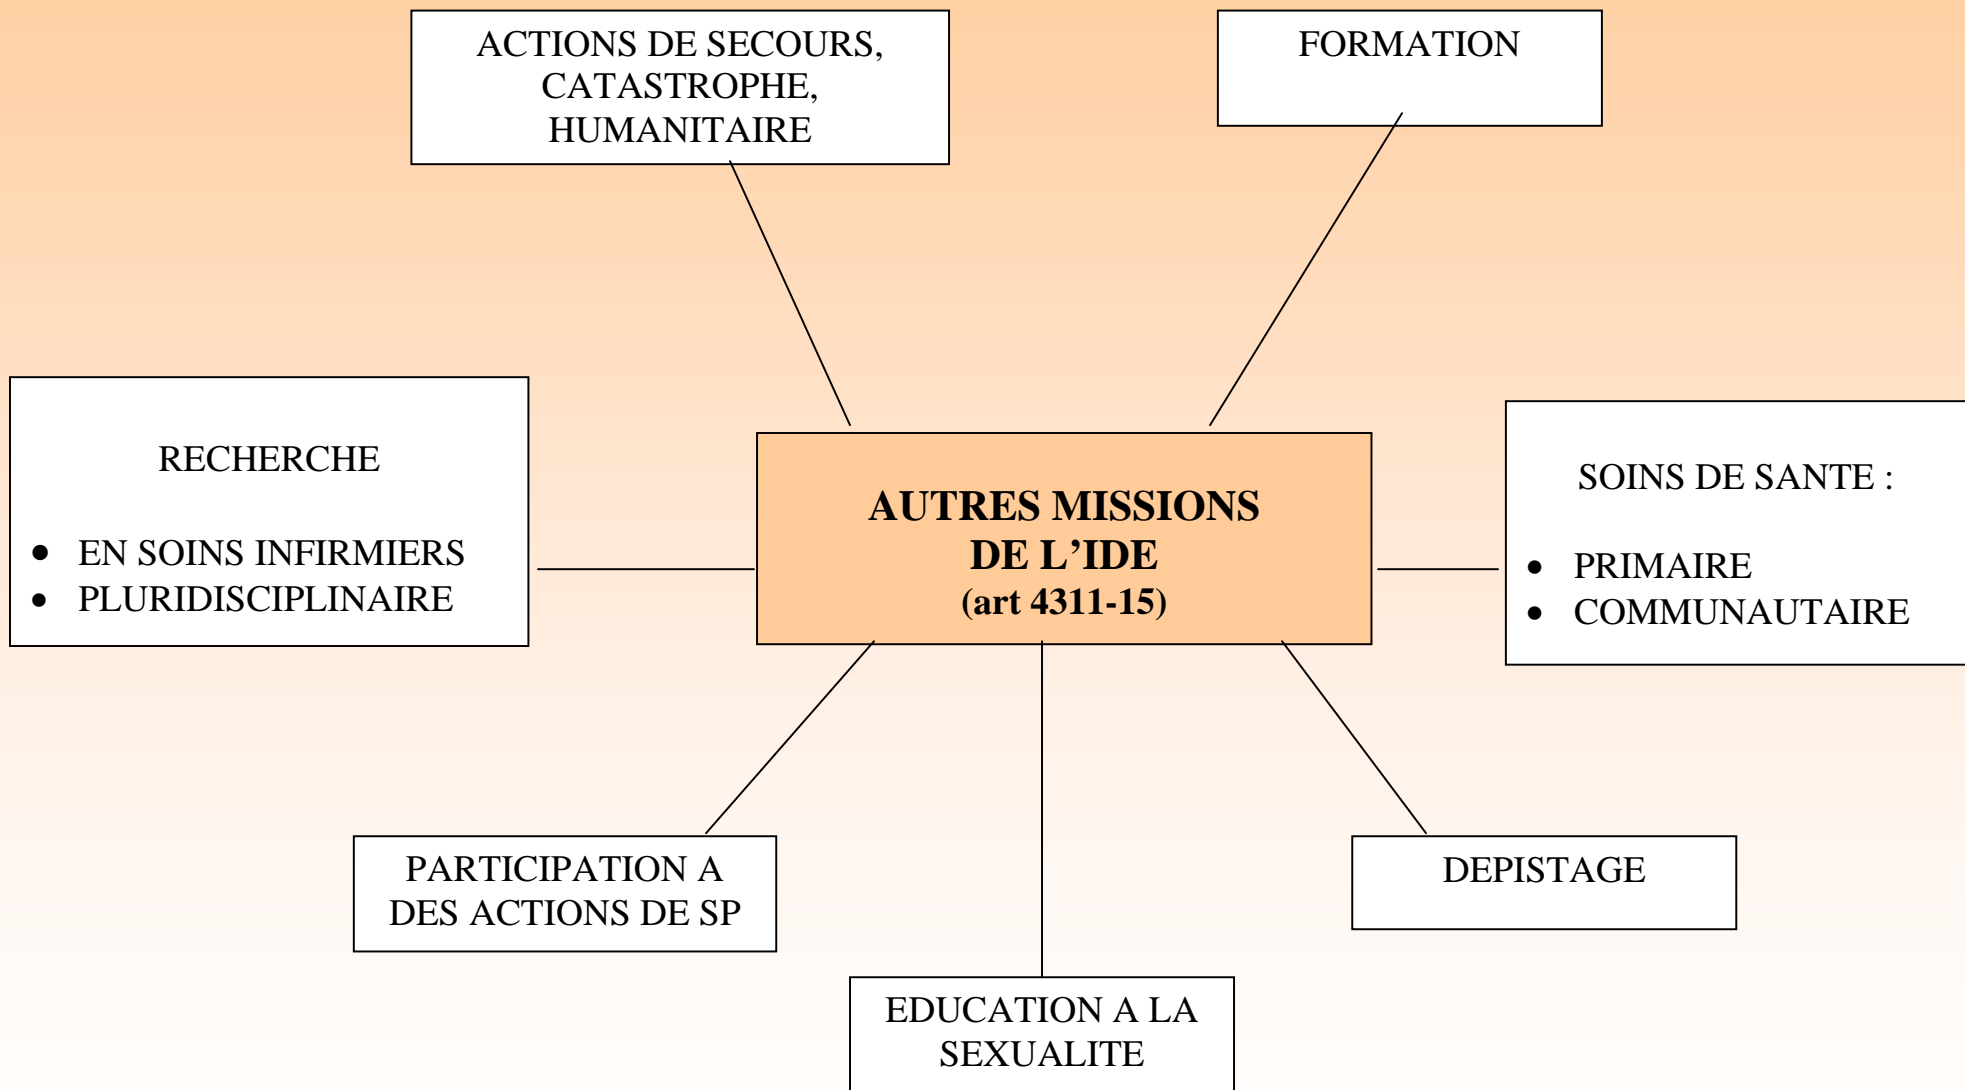 ACTIONS DE SECOURS,
CATASTROPHE,
HUMANITAIRE
FORMATION
RECHERCHE
• EN SOINS INFIRMIERS
• PLURIDISCIPLINAIRE
AUTRES MISSIONS
DE L’IDE
(art 4311-15)
SOINS DE SANTE :
• PRIMAIRE
• COMMUNAUTAIRE
PARTICIPATION A
DES ACTIONS DE SP
DEPISTAGE
EDUCATION A LA
SEXUALITE